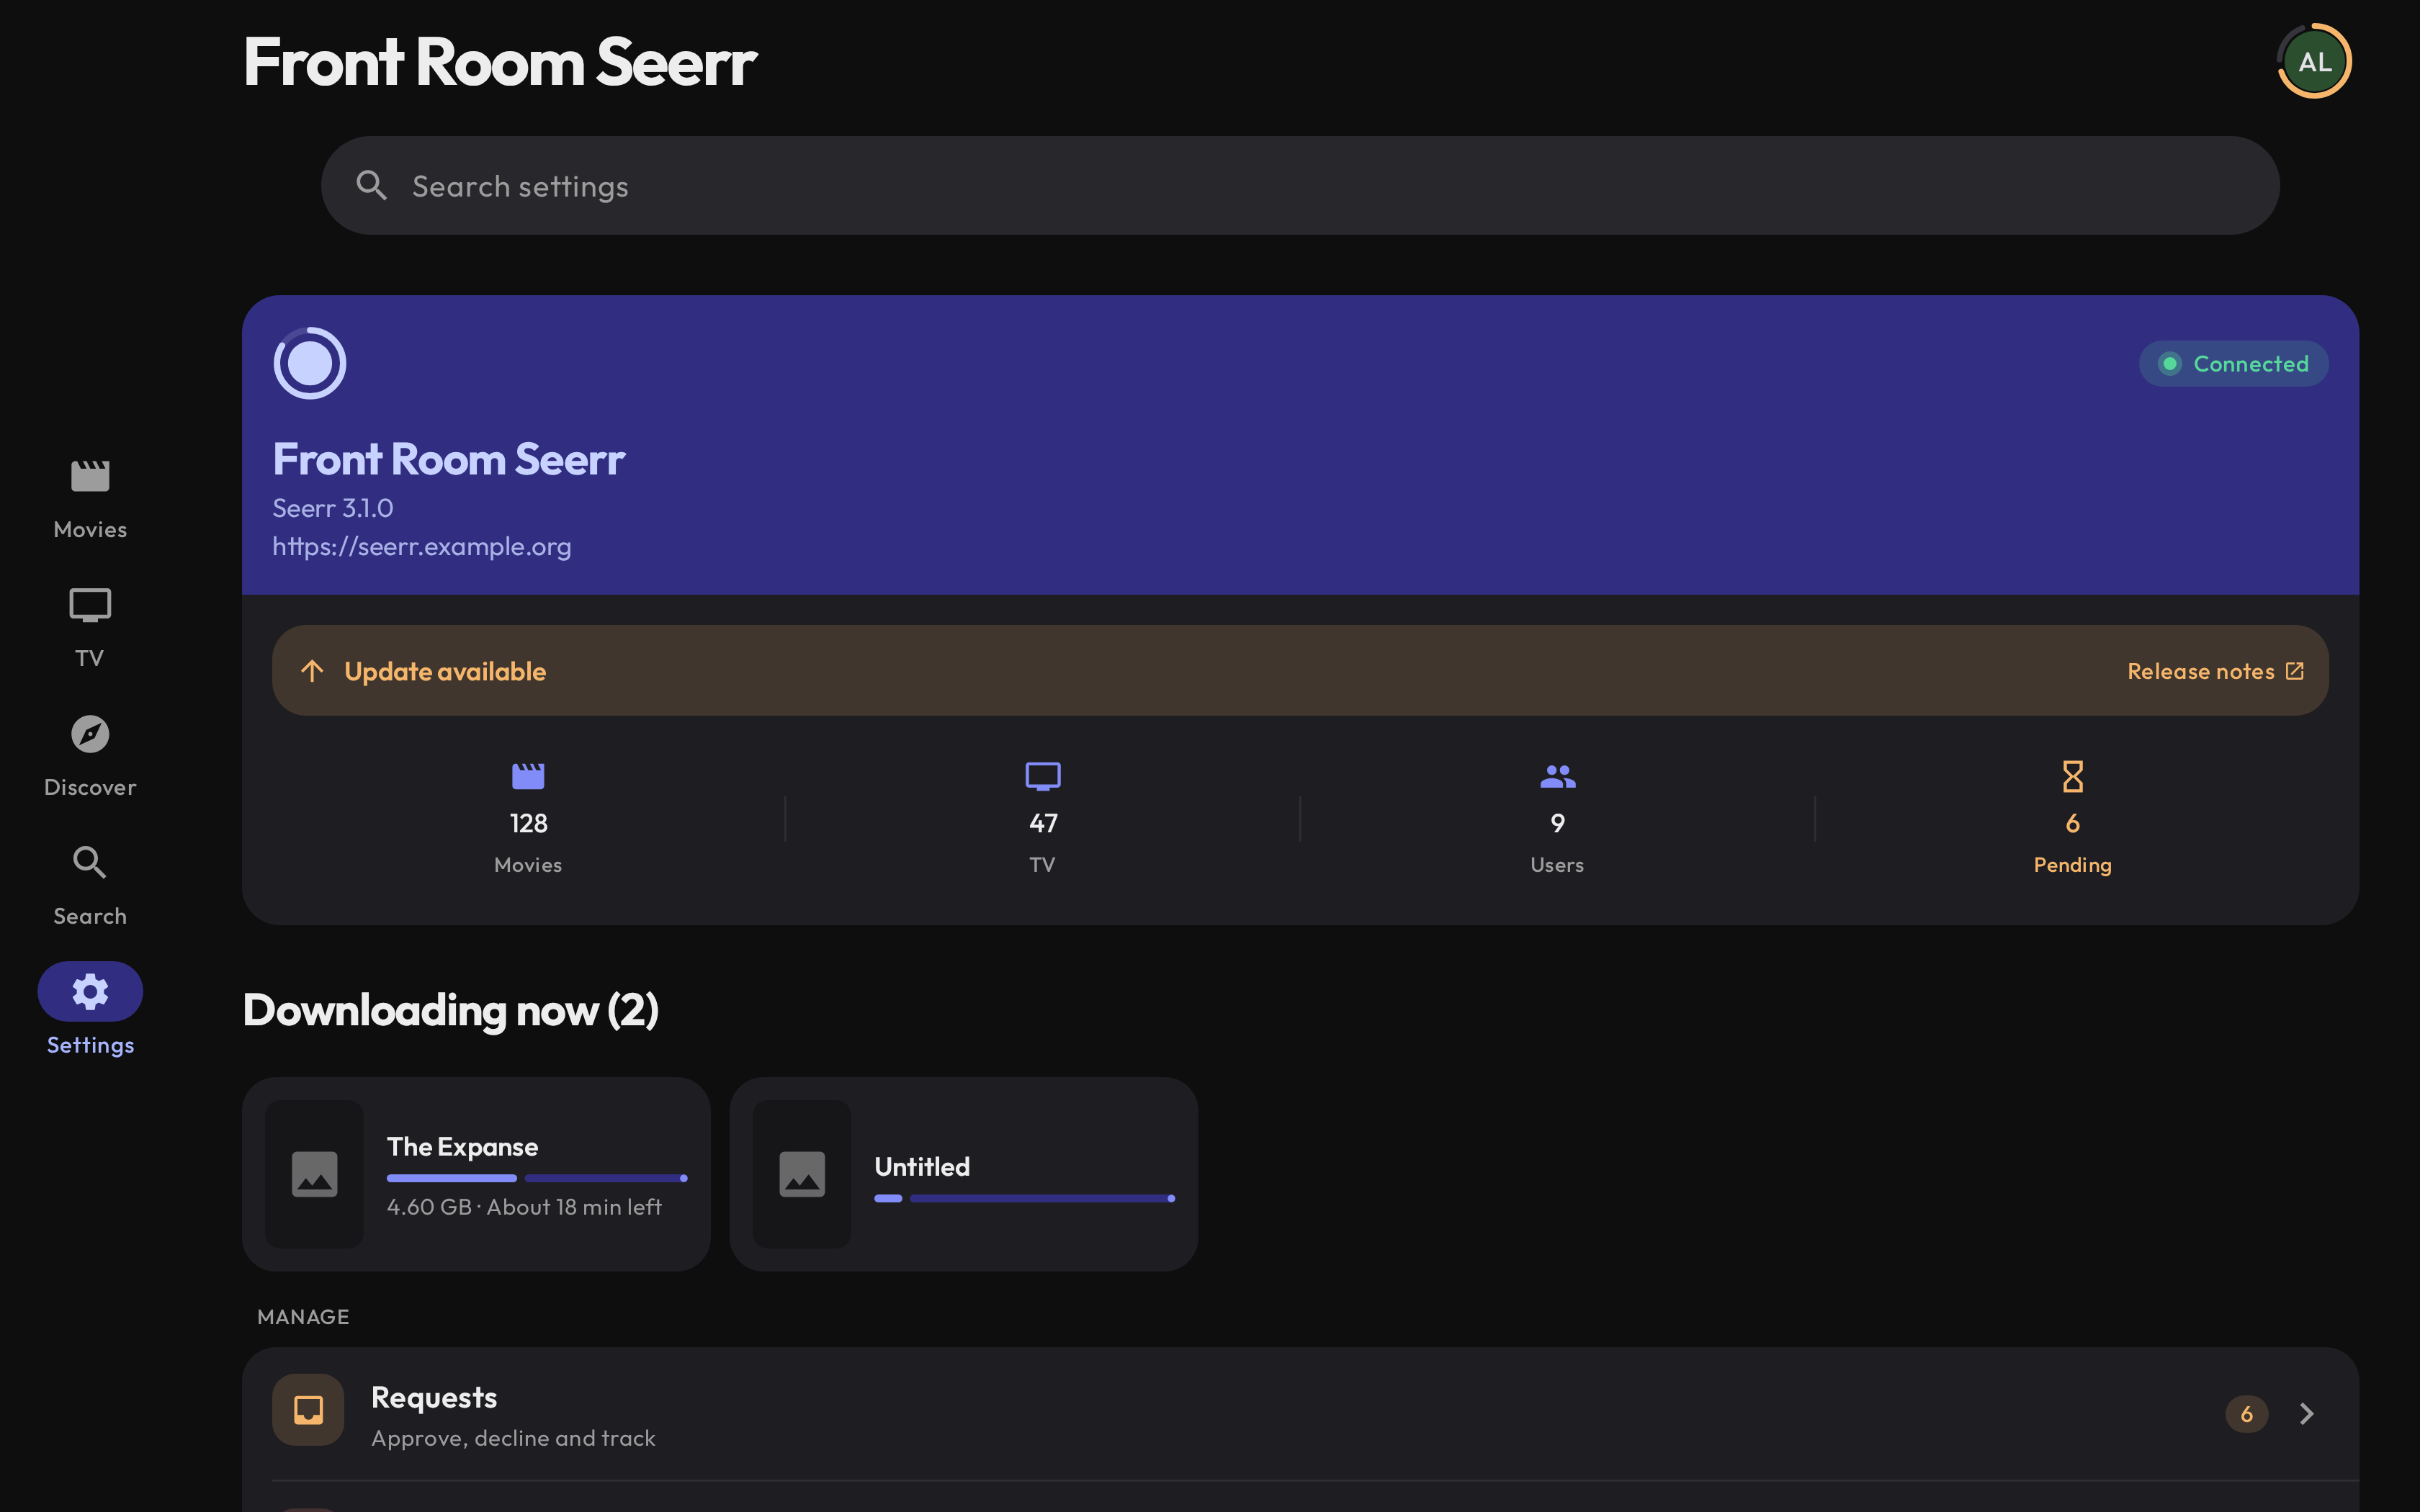 Front Room Seerr
AL
Search settings
Connected
Front Room Seerr
Seerr 3.1.0
https://seerr.example.org
Update available
Release notes
128
Movies
47
TV
9
Users
6
Pending
Movies
TV
Discover
Search
Settings
Downloading now (2)
The Expanse
4.60 GB · About 18 min left
Untitled
MANAGE
Requests
Approve, decline and track
6